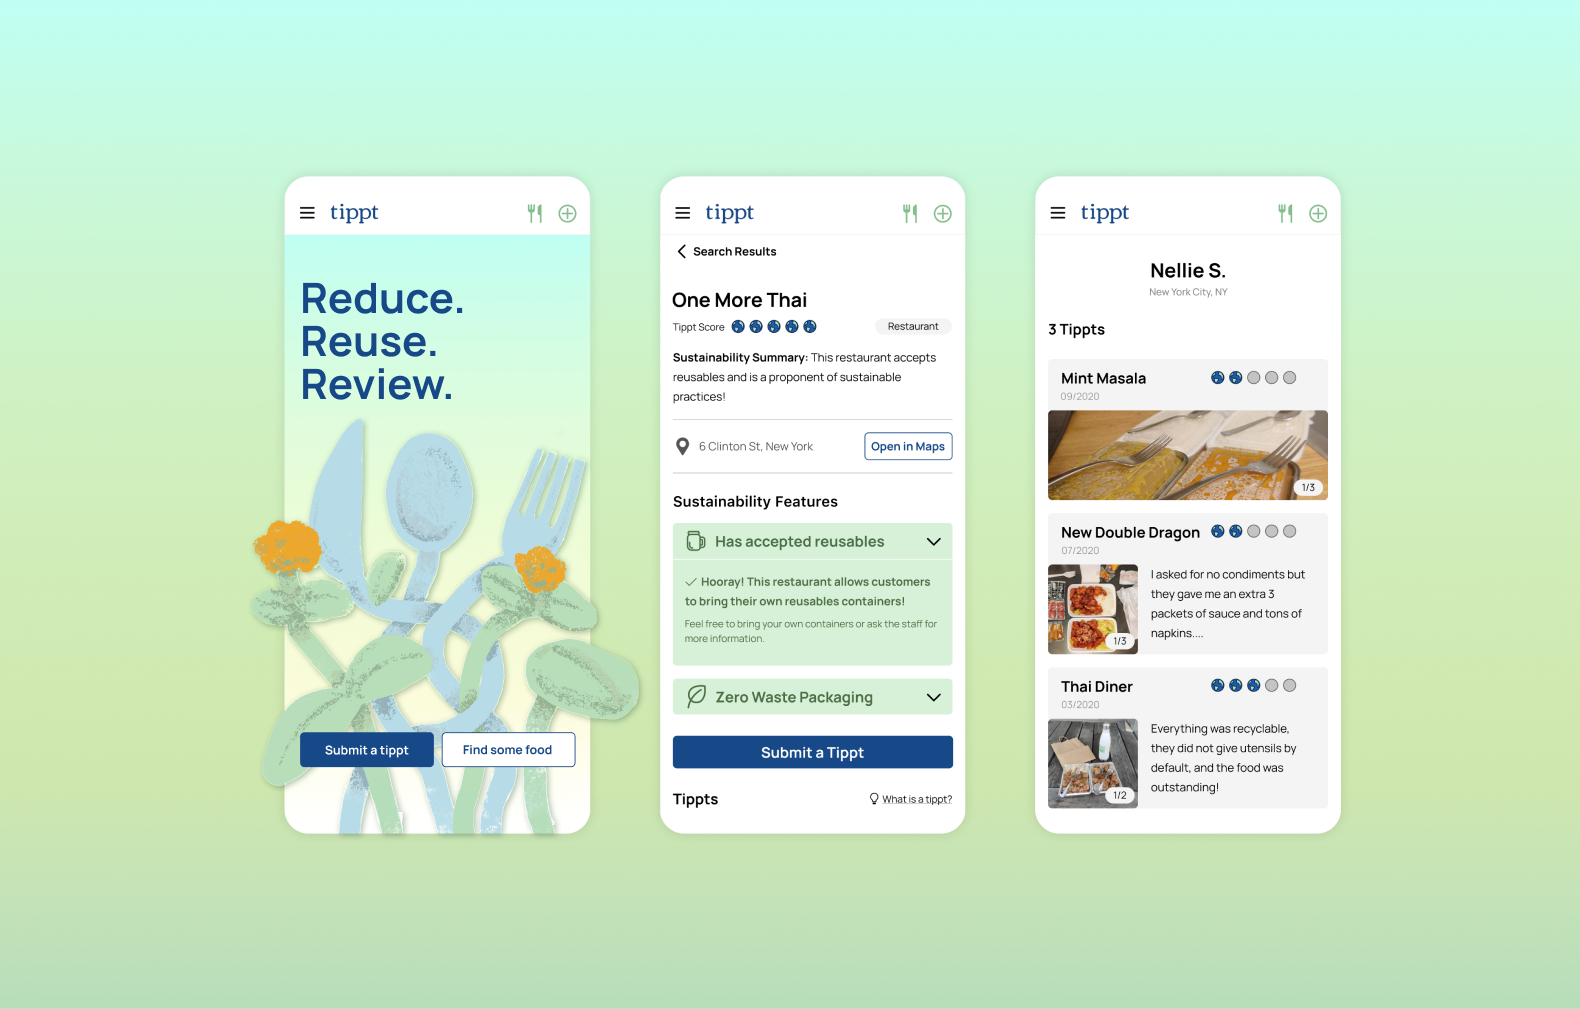 tippt
Reduce.
Reuse.
Review.
Submit a tippt
Find some food
tippt
Search Results
One More Thai
Tippt Score
Restaurant
Sustainability Summary: This restaurant accepts
reusables and is a proponent of sustainable
practices!
6 Clinton St, New York
Open in Maps
Sustainability Features
Has accepted reusables
Hooray! This restaurant allows customers
to bring their own reusables containers!
Feel free to bring your own containers or ask the staff for
more information.
Zero Waste Packaging
Submit a Tippt
Tippts
What is a tippt?
tippt
Nellie S.
New York City, NY
3 Tippts
Mint Masala
09/2020
1/3
New Double Dragon
07/2020
I asked for no condiments but
they gave me an extra 3
packets of sauce and tons of
napkins....
1/3
Thai Diner
03/2020
Everything was recyclable,
they did not give utensils by
default, and the food was
outstanding!
1/2